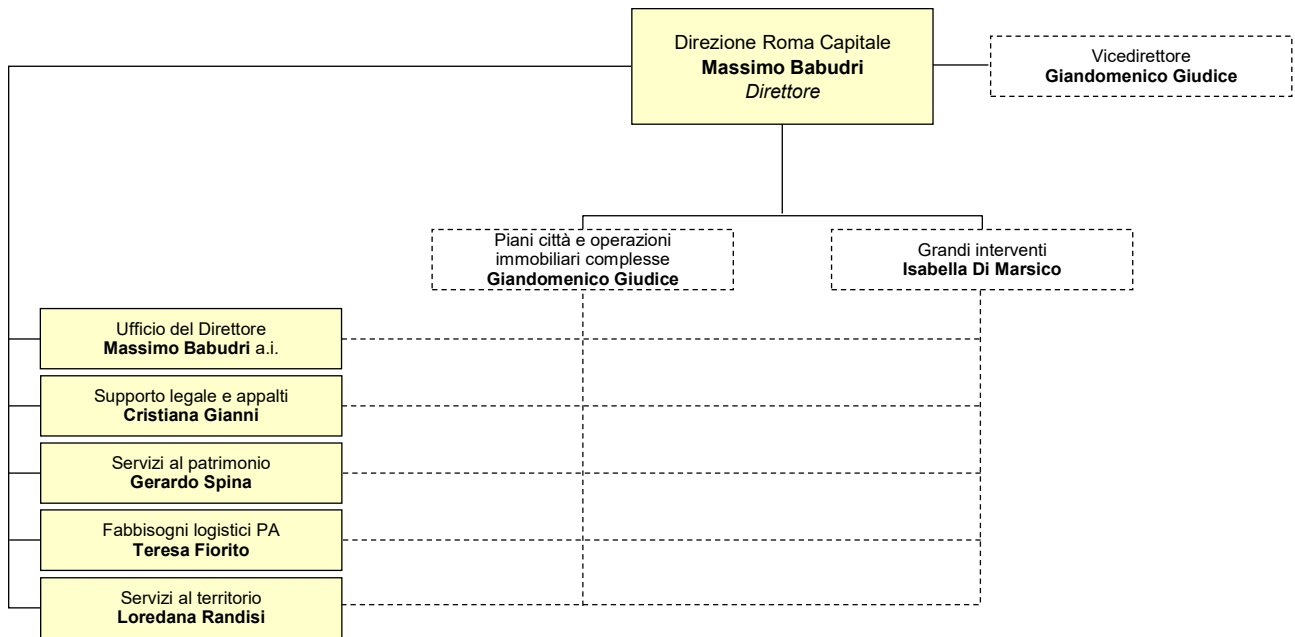 Direzione Roma Capitale
Massimo Babudri
Direttore
Vicedirettore
Giandomenico Giudice
Piani città e operazioni
immobiliari complesse
Giandomenico Giudice
Grandi interventi
Isabella Di Marsico
Ufficio del Direttore
Massimo Babudri a.i.
Supporto legale e appalti
Cristiana Gianni
Servizi al patrimonio
Gerardo Spina
Fabbisogni logistici PA
Teresa Fiorito
Servizi al territorio
Loredana Randisi